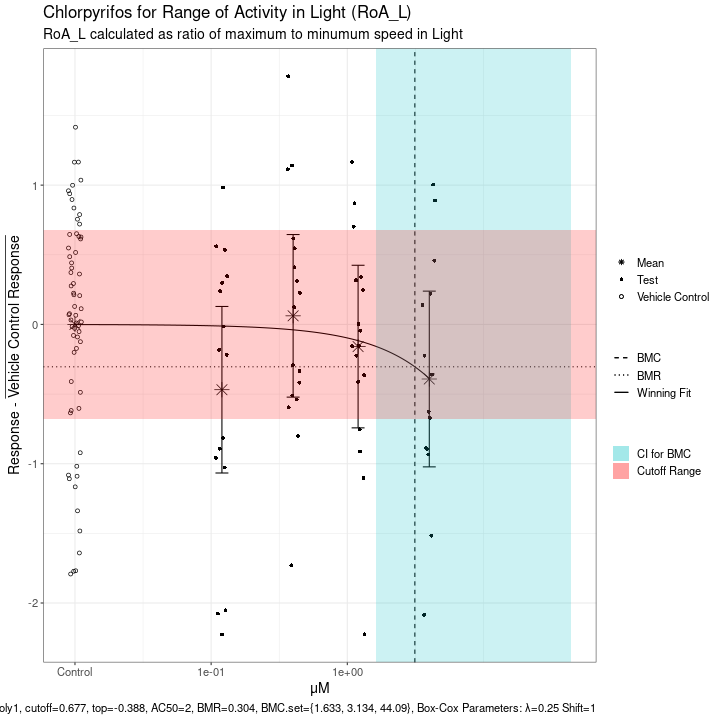 Chlorpyrifos for Range of Activity in Light (RoA_L)
RoA_L calculated as ratio of maximum to minumum speed in Light
Response - Vehicle Control Response
1
0
-1
-2
Control
1e-01
1e+00
µM
Mean
Test
Vehicle Control
BMC
BMR
Winning Fit
CI for BMC
Cutoff Range
oly1, cutoff=0.677, top=-0.388, AC50=2, BMR=0.304, BMC.set={1.633, 3.134, 44.09}, Box-Cox Parameters: λ=0.25 Shift=1